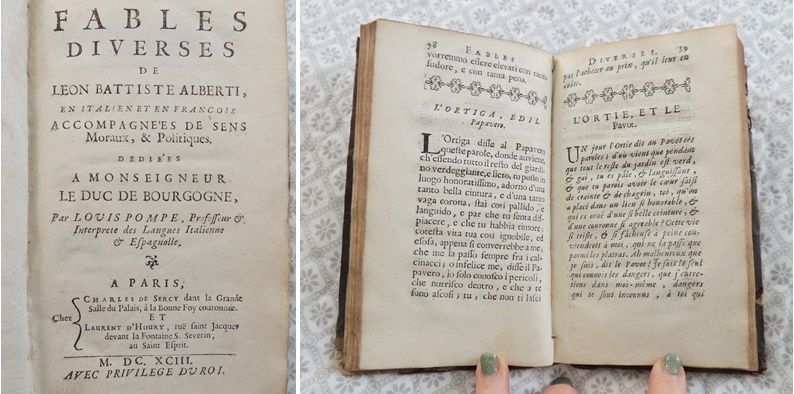 FABLES
DIVERSES
DE
LEON BATTISTE ALBERTI,
EN ITALIEN ET EN FRANCOIS
ACCOMPAGNE'ES DE SENS
Moraux, & Politiques.
DEDIE'ES
A MONSEIGNEUR
LE DUC DE BOURGOGNE,
Par LOUIS POMPE, Professeur &
Interprete des Langues Italienne
& Espagnolle,
A PARIS,
Chez
CHARLES DE SERCY dans la Grande
Salle du Palais, à la Bonne Foy couronnée.
ET
LAURENT D'HOURY, ruë saint Jacques
devant la Fontaine S. Severin,
au Saint Esprit.
M. DC. XCIII.
AVEC PRIVILEGE DU ROI.
38 FABLES
vorremmo essere elevati con tanto
sudore, e con tanta pena.
L'ORTIGA, ED IL
Papavero.
L'Ortiga disse al Papavero
queste parole, donde aviene,
ch'essendo tutto il resto del giardi-
no verdeggiante, e lieto, tu posto in
luogo honoratissimo, adorno d'una
tanto bella cintura, e d'una tanto
vaga corona, stai così pallido, e
languido, e par che tu senta dis-
piacere, e che tu habbia timore;
cotesta vita tua così ignobile, ed
esosa, appena si converrebbe a me,
che me la passo sempre fra i cal-
cinacci; o infelice me, disse il Pa-
pavero, io solo conosco i pericoli,
che nutrisco dentro, e che a te
sono ascosi; tu, che non ti lasci
DIVERSES. 39
pas l'acheter au prix, qu'il leur en
coûte.
L'ORTIE, ET LE
Pavot.
UN jour l'Ortie dit au Pavot ces
paroles; d'où vient que pendant
que tout le reste du jardin est verd,
& gai, tu es pâle, & languissant,
& que tu parois avoir le cœur saisi
de crainte & de chagrin, toi, qu'on
a placé dans un lieu si honorable, &
qui es orné d'une si belle ceinture, &
d'une couronne si agreable? Cette vie
si triste, & si fâcheuse à peine con-
viendroit à moi, qui ne la passe que
parmi les platras. Ah malheureux que
je suis, dit le Pavot! Je suis le seul
qui connois les dangers, que j'entre-
tiens dans moi-même, dangers
qui te sont inconnus, à toi qui